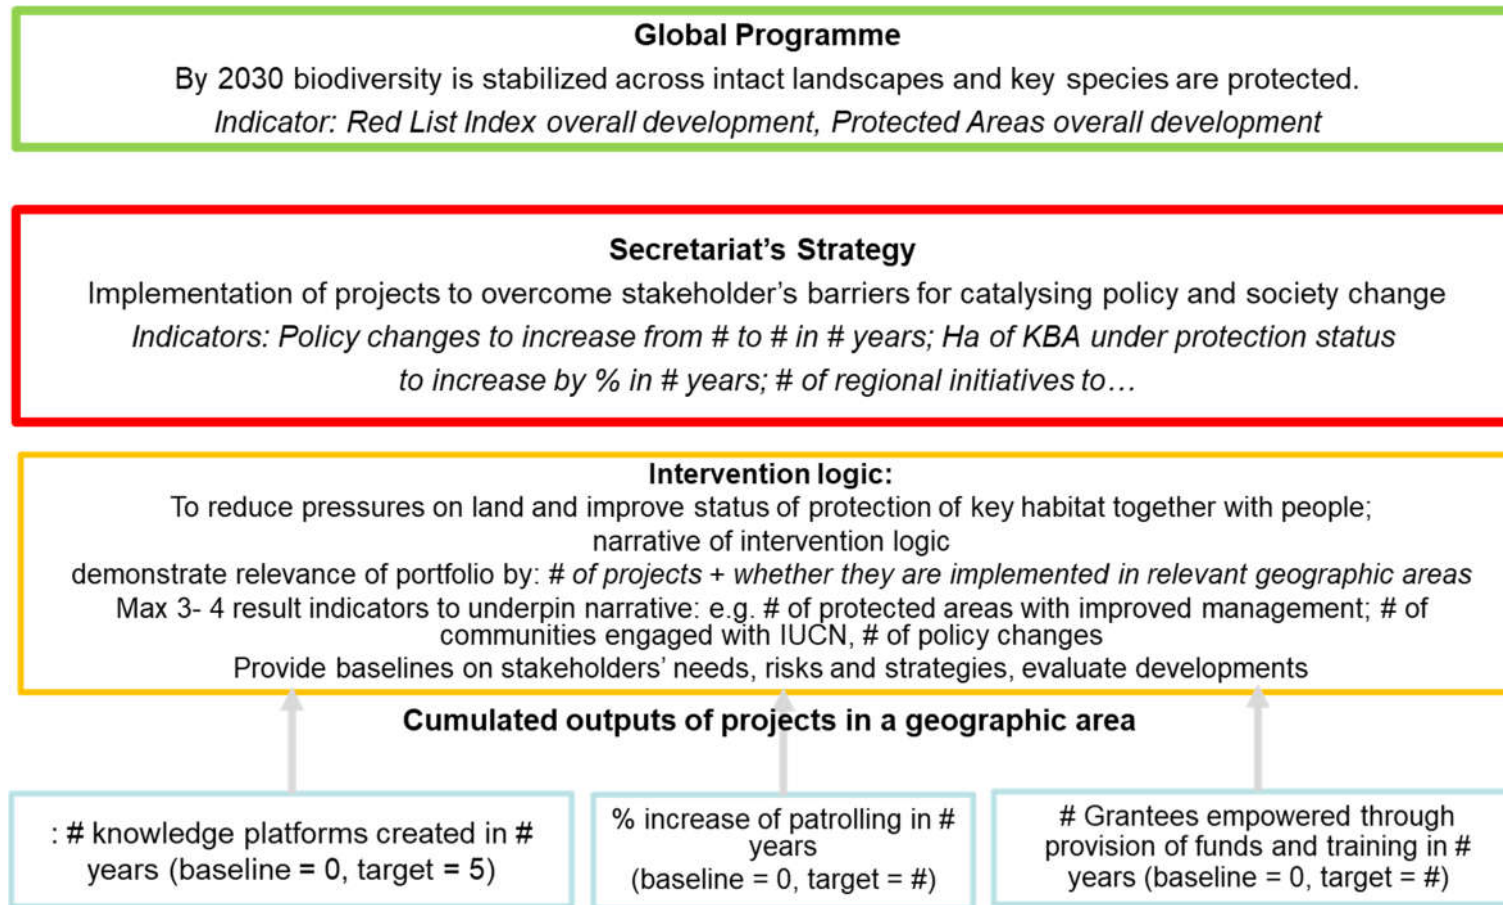 Global Programme
By 2030 biodiversity is stabilized across intact landscapes and key species are protected.
Indicator: Red List Index overall development, Protected Areas overall development
Secretariat's Strategy
Implementation of projects to overcome stakeholder's barriers for catalysing policy and society change
Indicators: Policy changes to increase from # to # in # years; Ha of KBA under protection status
to increase by % in # years; # of regional initiatives to…
Intervention logic:
To reduce pressures on land and improve status of protection of key habitat together with people;
narrative of intervention logic
demonstrate relevance of portfolio by: # of projects + whether they are implemented in relevant geographic areas
Max 3- 4 result indicators to underpin narrative: e.g. # of protected areas with improved management; # of
communities engaged with IUCN, # of policy changes
Provide baselines on stakeholders' needs, risks and strategies, evaluate developments
Cumulated outputs of projects in a geographic area
: # knowledge platforms created in #
years (baseline = 0, target = 5)
% increase of patrolling in #
years
(baseline = 0, target = #)
# Grantees empowered through
provision of funds and training in #
years (baseline = 0, target = #)